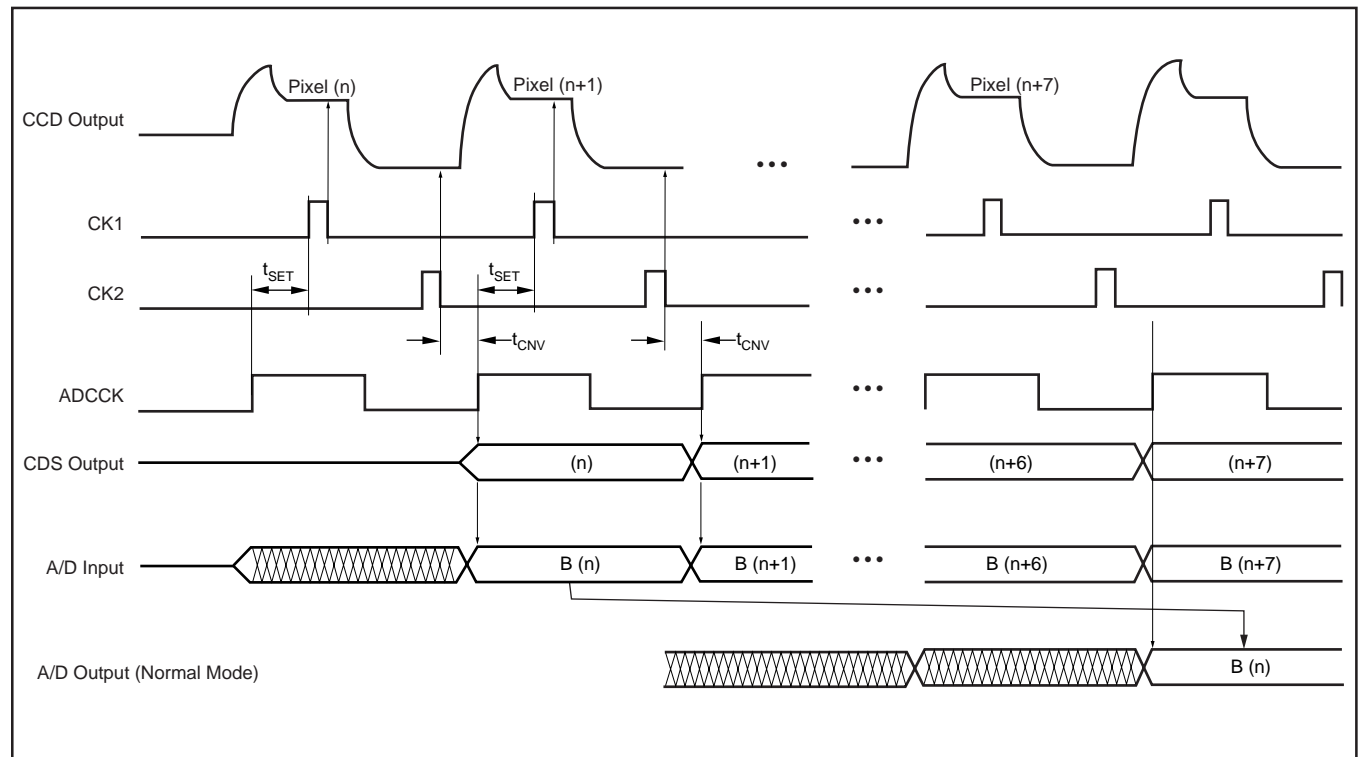 Pixel (n) Pixel (n+1) Pixel (n+7)
CCD Output
•••
CK1 •••
tSET tSET
CK2 •••
tCNV tCNV
ADCCK •••
CDS Output (n) (n+1) ••• (n+6) (n+7)
A/D Input B (n) B (n+1) ••• B (n+6) B (n+7)
A/D Output (Normal Mode) B (n)